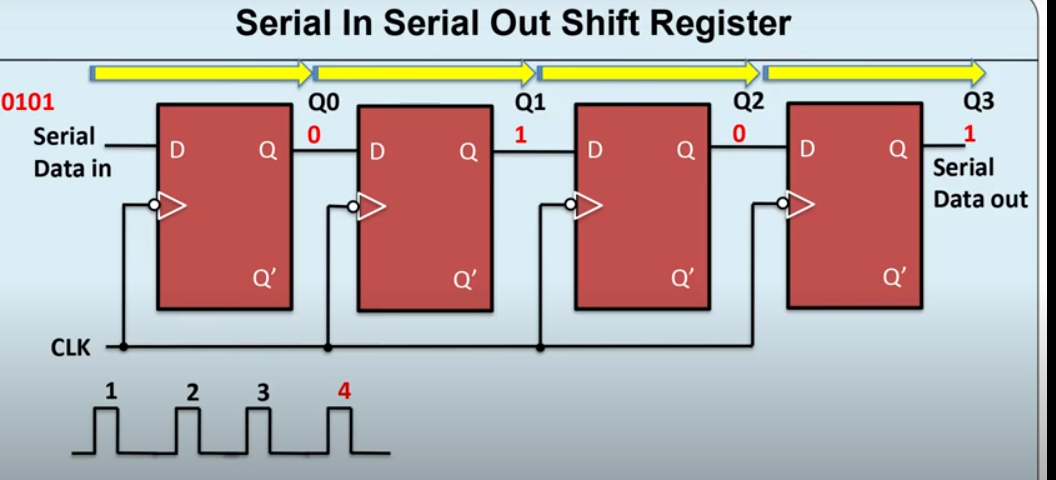 Serial In Serial Out Shift Register
0101
Q0
Q1
Q2
Q3
Serial
Data in
0
1
0
1
D
Q
D
Q
D
Q
D
Q
Serial
Data out
Q’
Q’
Q’
Q’
CLK
1
2
3
4